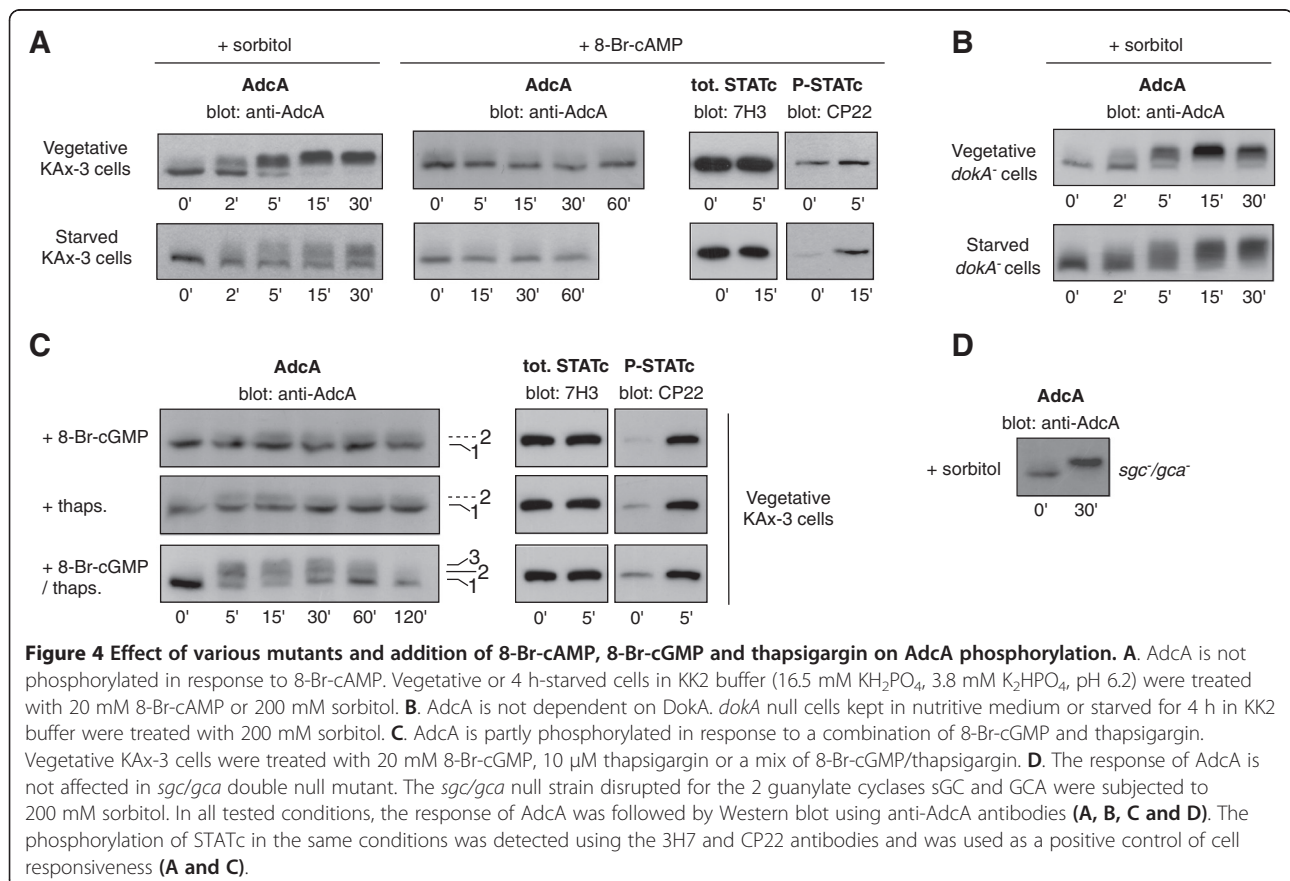 A
+ sorbitol
+ 8-Br-cAMP
AdcA
blot: anti-AdcA
AdcA
blot: anti-AdcA
tot. STATc
blot: 7H3
P-STATc
blot: CP22
Vegetative
KAx-3 cells
0' 2' 5' 15' 30'
0' 5' 15' 30' 60'
0' 5'
0' 5'
Starved
KAx-3 cells
0' 2' 5' 15' 30'
0' 15' 30' 60'
0' 15'
0' 15'
B
+ sorbitol
AdcA
blot: anti-AdcA
Vegetative
dokA- cells
0' 2' 5' 15' 30'
Starved
dokA- cells
0' 2' 5' 15' 30'
C
AdcA
blot: anti-AdcA
tot. STATc
blot: 7H3
P-STATc
blot: CP22
+ 8-Br-cGMP
2
1
+ thaps.
2
1
+ 8-Br-cGMP
/ thaps.
3
2
1
0' 5' 15' 30' 60' 120'
0' 5'
0' 5'
Vegetative
KAx-3 cells
D
AdcA
blot: anti-AdcA
+ sorbitol
sgc-/gca-
0' 30'
Figure 4 Effect of various mutants and addition of 8-Br-cAMP, 8-Br-cGMP and thapsigargin on AdcA phosphorylation. A. AdcA is not
phosphorylated in response to 8-Br-cAMP. Vegetative or 4 h-starved cells in KK2 buffer (16.5 mM KH2PO4, 3.8 mM K2HPO4, pH 6.2) were treated
with 20 mM 8-Br-cAMP or 200 mM sorbitol. B. AdcA is not dependent on DokA. dokA null cells kept in nutritive medium or starved for 4 h in KK2
buffer were treated with 200 mM sorbitol. C. AdcA is partly phosphorylated in response to a combination of 8-Br-cGMP and thapsigargin.
Vegetative KAx-3 cells were treated with 20 mM 8-Br-cGMP, 10 μM thapsigargin or a mix of 8-Br-cGMP/thapsigargin. D. The response of AdcA is
not affected in sgc/gca double null mutant. The sgc/gca null strain disrupted for the 2 guanylate cyclases sGC and GCA were subjected to
200 mM sorbitol. In all tested conditions, the response of AdcA was followed by Western blot using anti-AdcA antibodies (A, B, C and D). The
phosphorylation of STATc in the same conditions was detected using the 3H7 and CP22 antibodies and was used as a positive control of cell
responsiveness (A and C).